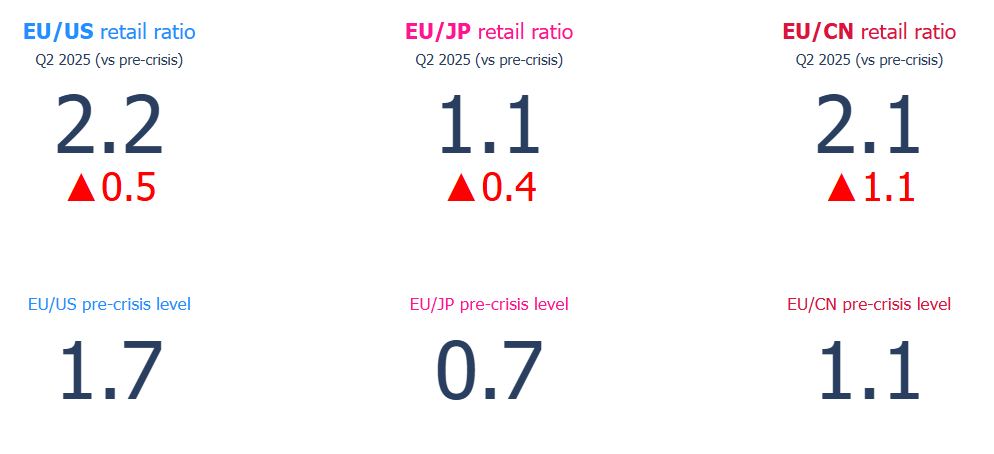 EU/US retail ratio
Q2 2025 (vs pre-crisis)
2.2
▲0.5
EU/JP retail ratio
Q2 2025 (vs pre-crisis)
1.1
▲0.4
EU/CN retail ratio
Q2 2025 (vs pre-crisis)
2.1
▲1.1
EU/US pre-crisis level
1.7
EU/JP pre-crisis level
0.7
EU/CN pre-crisis level
1.1